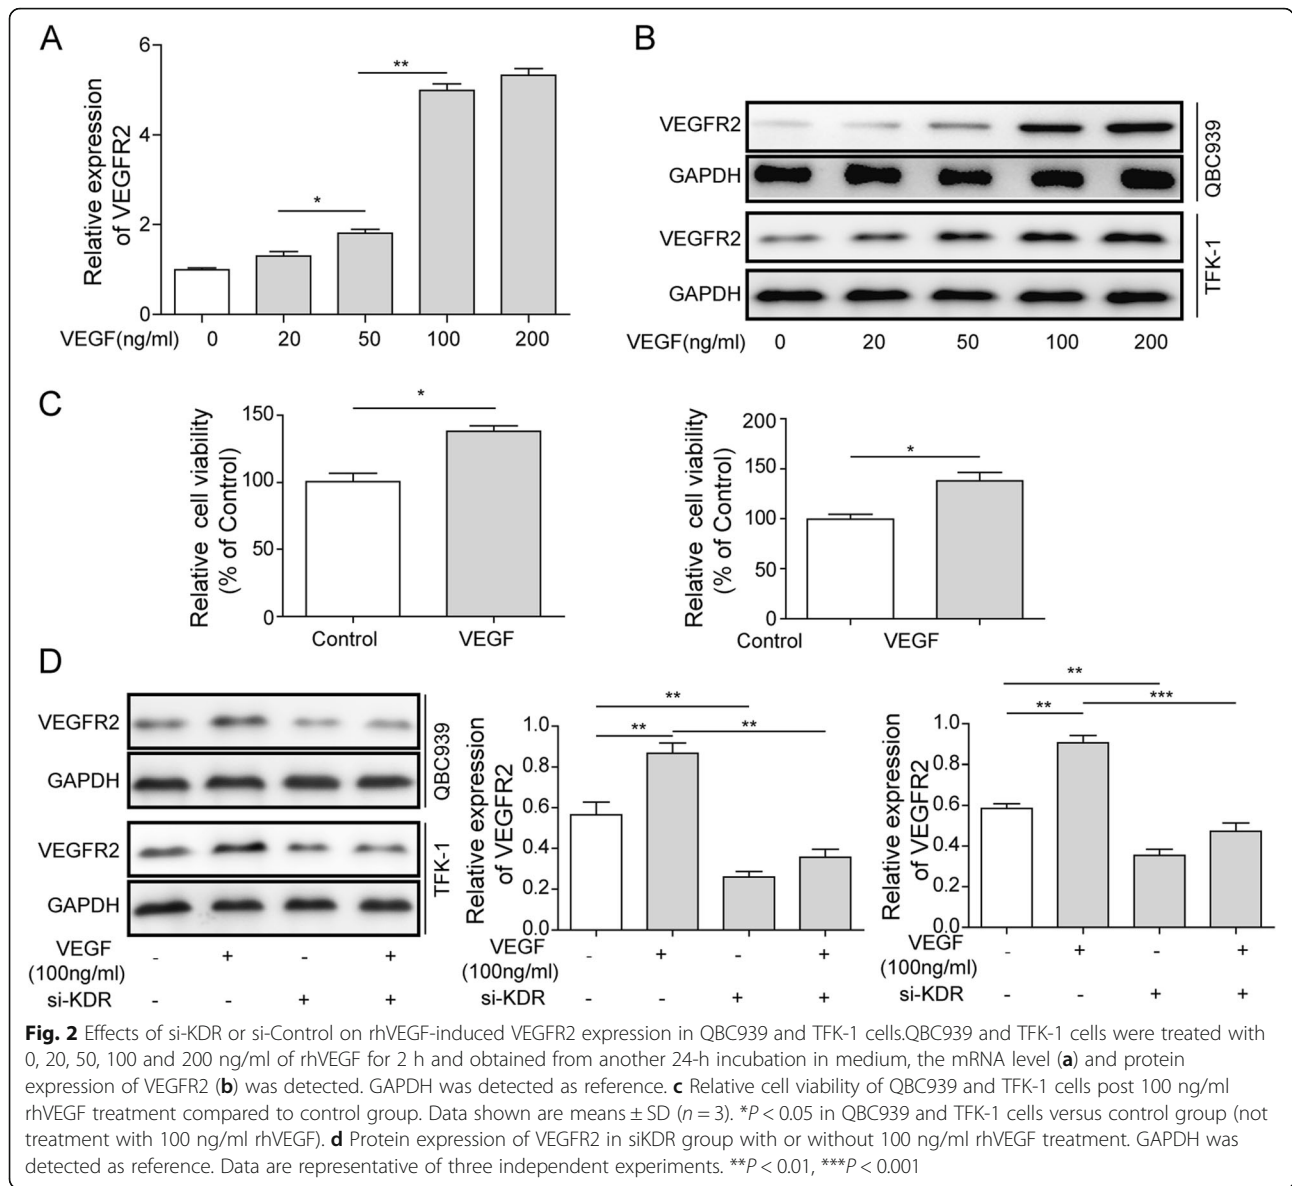 A
Relative expression
of VEGFR2
6
4
2
0
*
**
VEGF(ng/ml) 0 20 50 100 200
B
VEGFR2
GAPDH
QBC939
VEGFR2
GAPDH
TFK-1
VEGF(ng/ml) 0 20 50 100 200
C
Relative cell viability
(% of Control)
150
100
50
0
*
Control VEGF
Relative cell viability
(% of Control)
200
150
100
50
0
*
Control VEGF
D
VEGFR2
GAPDH
QBC939
VEGFR2
GAPDH
TFK-1
VEGF
(100ng/ml)
- + - +
si-KDR - - + +
Relative expression
of VEGFR2
1.0
0.8
0.6
0.4
0.2
0.0
**
**
**
VEGF
(100ng/ml)
- + - +
si-KDR - - + +
Relative expression
of VEGFR2
1.0
0.8
0.6
0.4
0.2
0.0
**
**
***
VEGF
(100ng/ml)
- + - +
si-KDR - - + +
Fig. 2 Effects of si-KDR or si-Control on rhVEGF-induced VEGFR2 expression in QBC939 and TFK-1 cells.QBC939 and TFK-1 cells were treated with
0, 20, 50, 100 and 200 ng/ml of rhVEGF for 2 h and obtained from another 24-h incubation in medium, the mRNA level (a) and protein
expression of VEGFR2 (b) was detected. GAPDH was detected as reference. c Relative cell viability of QBC939 and TFK-1 cells post 100 ng/ml
rhVEGF treatment compared to control group. Data shown are means ± SD (n = 3). *P < 0.05 in QBC939 and TFK-1 cells versus control group (not
treatment with 100 ng/ml rhVEGF). d Protein expression of VEGFR2 in siKDR group with or without 100 ng/ml rhVEGF treatment. GAPDH was
detected as reference. Data are representative of three independent experiments. **P < 0.01, ***P < 0.001